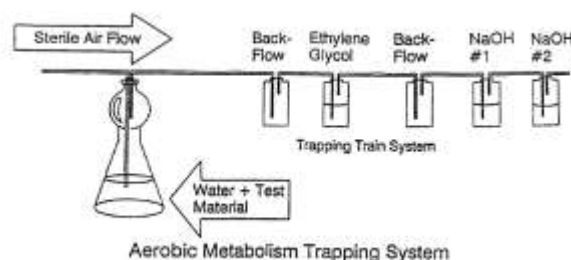 Sterile Air Flow
Back-
Flow
Ethylene
Glycol
Back-
Flow
NaOH
#1
NaOH
#2
Trapping Train System
Water + Test
Material
Aerobic Metabolism Trapping System